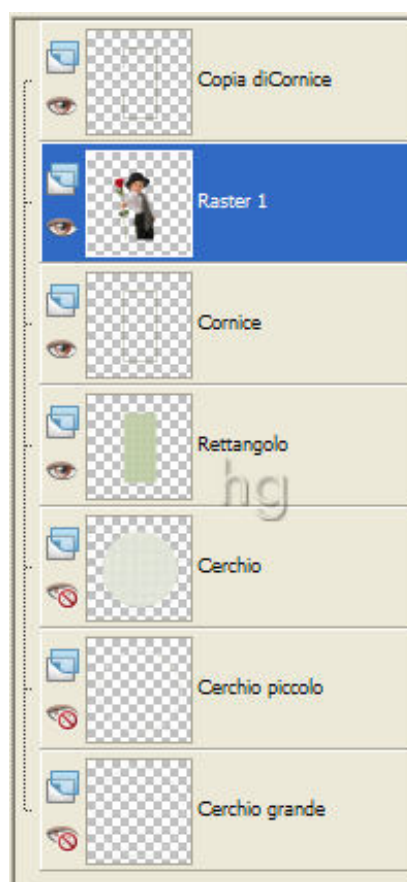 Copia diCornice
Raster 1
Cornice
Rettangolo
hg
Cerchio
Cerchio piccolo
Cerchio grande